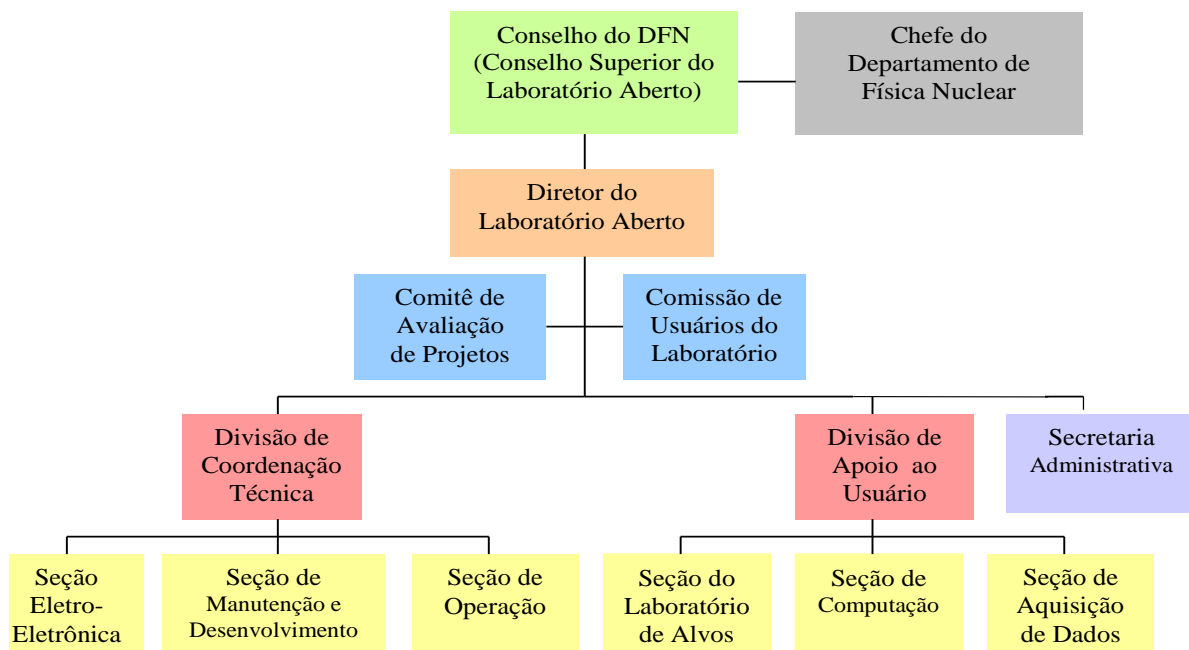 Conselho do DFN
(Conselho Superior do
Laboratório Aberto)
Chefe do
Departamento de
Física Nuclear
Diretor do
Laboratório Aberto
Comitê de
Avaliação
de Projetos
Comissão de
Usuários do
Laboratório
Divisão de
Coordenação
Técnica
Divisão de
Apoio ao
Usuário
Secretaria
Administrativa
Seção
Eletro-
Eletrônica
Seção de
Manutenção e
Desenvolvimento
Seção de
Operação
Seção do
Laboratório
de Alvos
Seção de
Computação
Seção de
Aquisição
de Dados